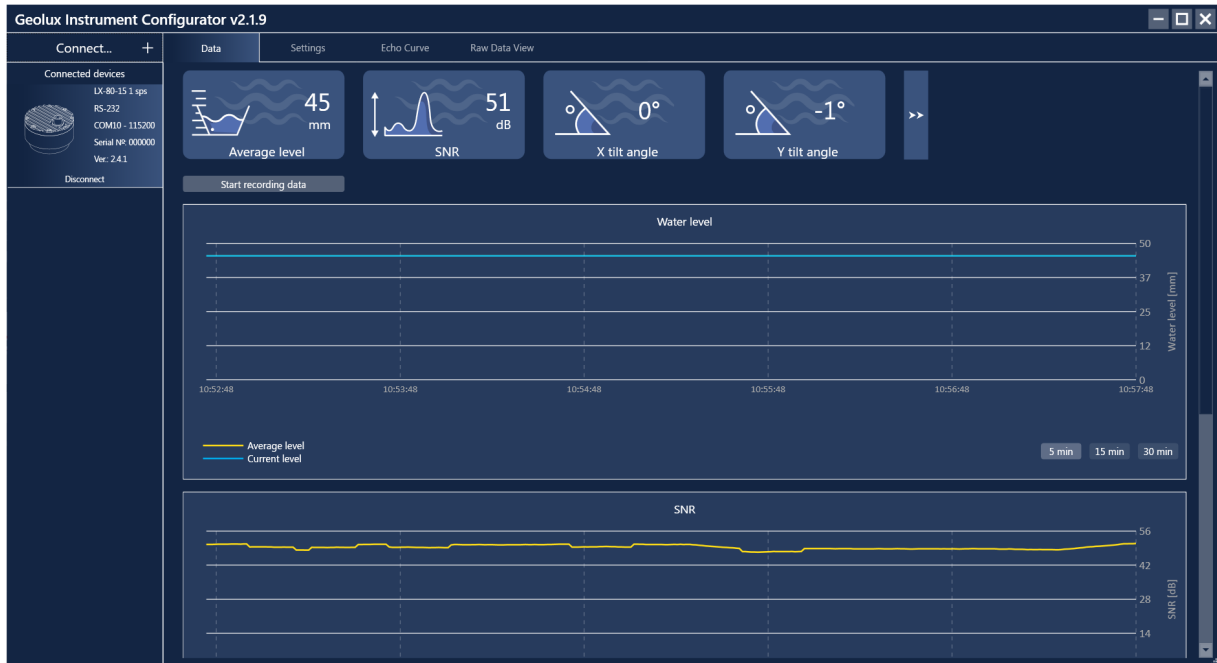 Geolux Instrument Configurator v2.1.9
Connect... +
Data Settings Echo Curve Raw Data View
Connected devices
LX-80-15 1 sps
RS-232
COM10 - 115200
Serial Nº: 000000
Ver.: 2.4.1
Disconnect
45
mm
Average level
51
dB
SNR
0°
X tilt angle
-1°
Y tilt angle
>>
Start recording data
Water level
50
37
25
12
0
Water level [mm]
10:52:48 10:53:48 10:54:48 10:55:48 10:56:48 10:57:48
Average level
Current level
5 min 15 min 30 min
SNR
56
42
28
14
SNR [dB]